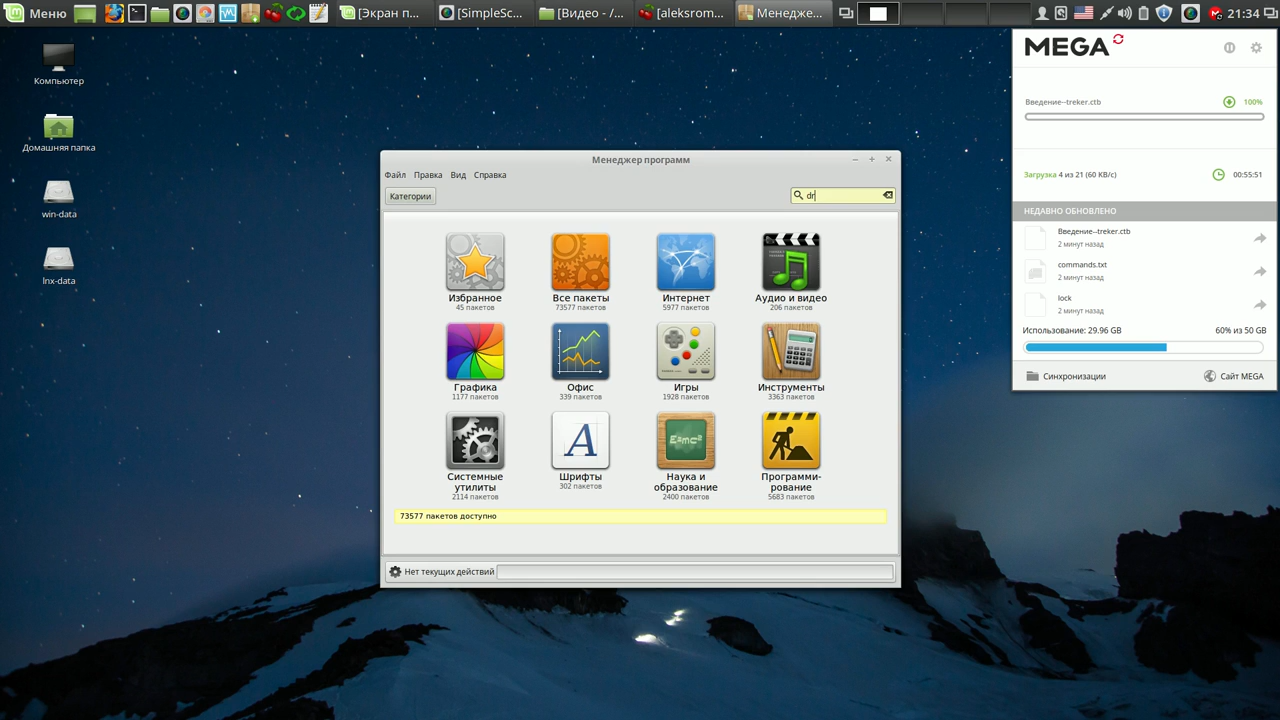 Меню
[Экран п...
[SimpleSc...
[Видео - /...
[aleksrom...
Менедже...
21:34
Компьютер
Домашняя папка
win-data
lnx-data
Менеджер программ
Файл Правка Вид Справка
Категории
dr
Избранное
45 пакетов
Все пакеты
73577 пакетов
Интернет
5977 пакетов
Аудио и видео
206 пакетов
Графика
1177 пакетов
Офис
339 пакетов
Игры
1928 пакетов
Инструменты
3363 пакетов
Системные
утилиты
2114 пакетов
Шрифты
302 пакетов
A
Наука и
образование
2400 пакетов
E=mc²
Программи-
рование
5683 пакетов
73577 пакетов доступно
Нет текущих действий
MEGA
Введение--treker.ctb 100%
Загрузка 4 из 21 (60 KB/с) 00:55:51
НЕДАВНО ОБНОВЛЕНО
Введение--treker.ctb
2 минут назад
commands.txt
2 минут назад
lock
2 минут назад
Использование: 29.96 GB 60% из 50 GB
Синхронизации Сайт MEGA